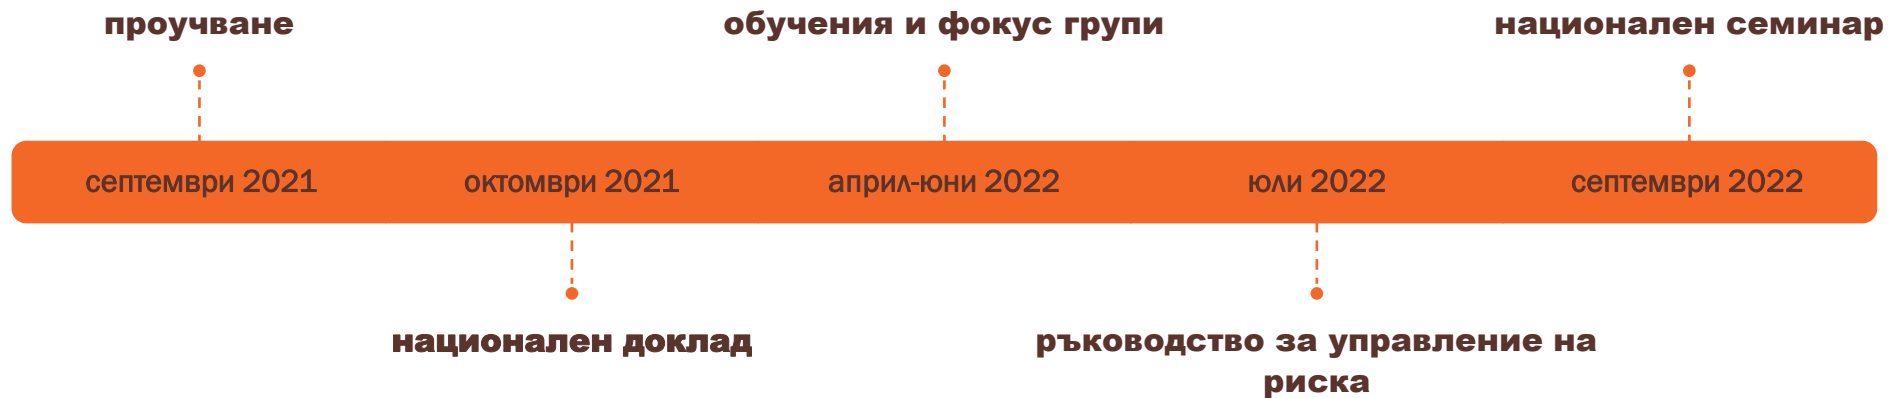 проучване
обучения и фокус групи
национален семинар
септември 2021
октомври 2021
април-юни 2022
юли 2022
септември 2022
национален доклад
ръководство за управление на
риска